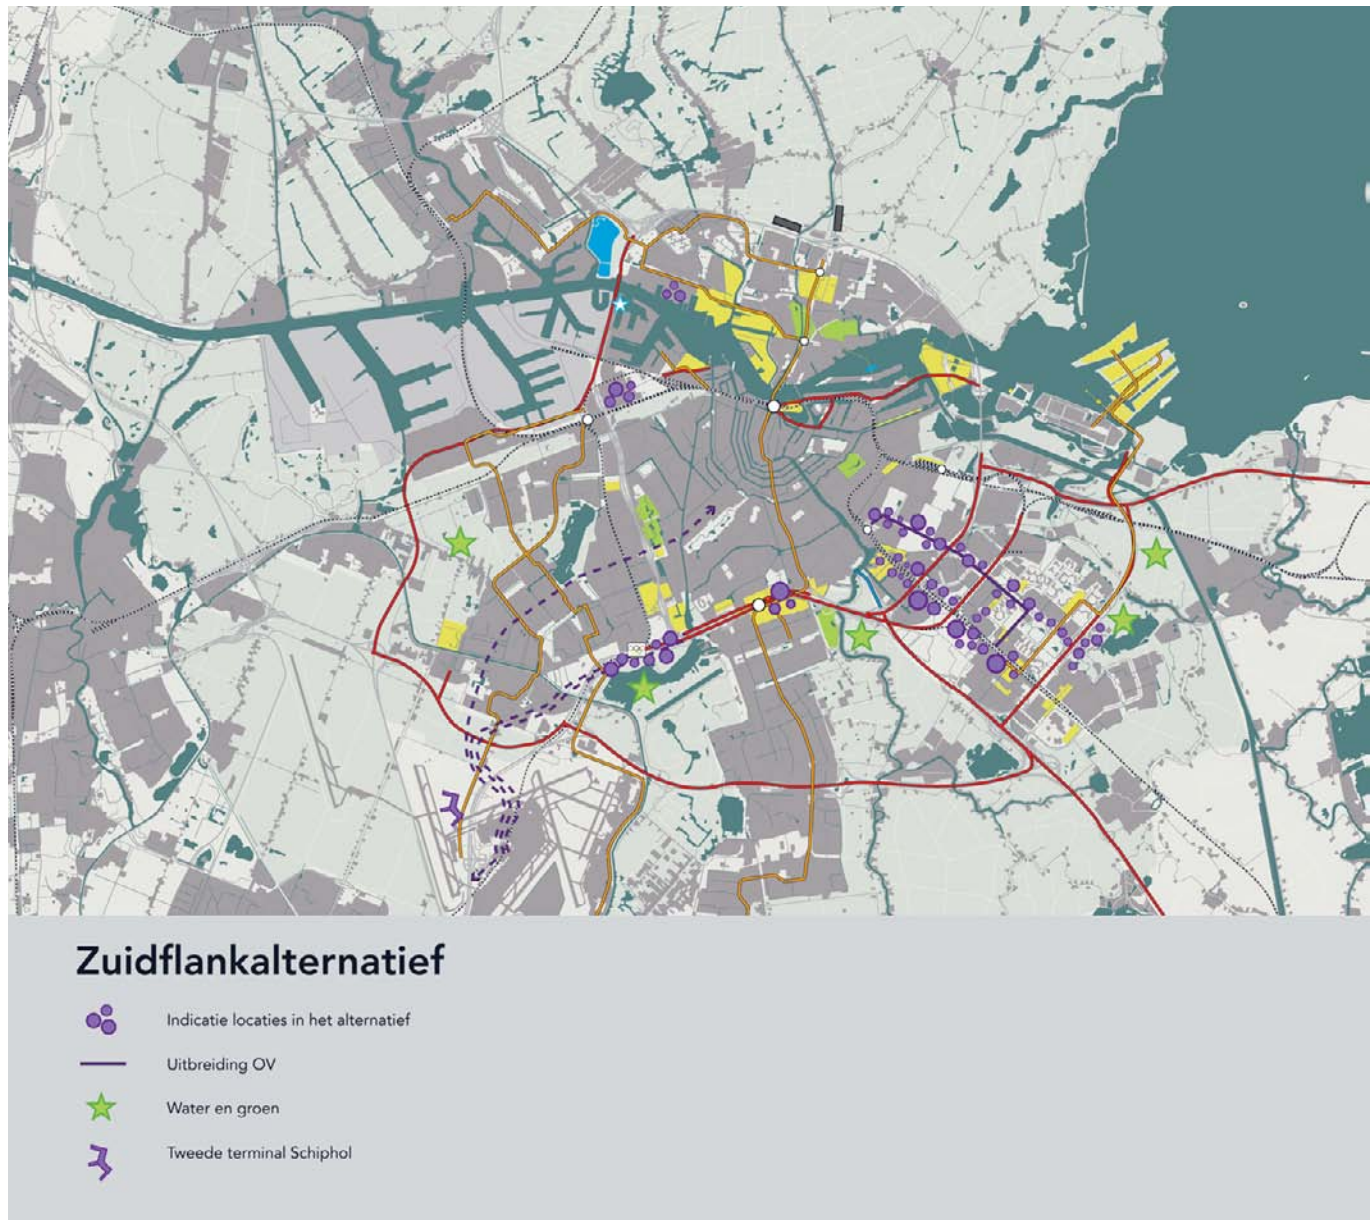 Zuidflankalternatief
Indicatie locaties in het alternatief
Uitbreiding OV
Water en groen
Tweede terminal Schiphol